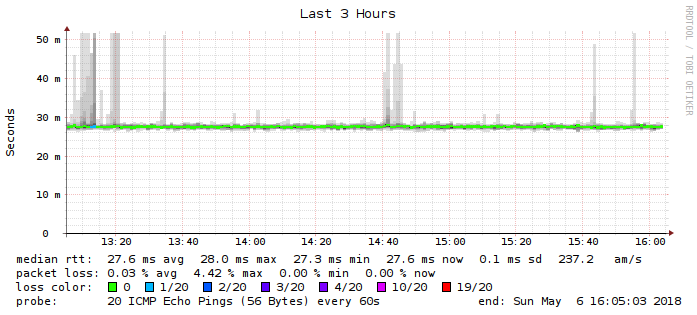 Last 3 Hours
RRDTOOL / TOBI OETIKER
Seconds
50 m
40 m
30 m
20 m
10 m
0
13:20 13:40 14:00 14:20 14:40 15:00 15:20 15:40 16:00
median rtt: 27.6 ms avg 28.0 ms max 27.3 ms min 27.6 ms now 0.1 ms sd 237.2 am/s
packet loss: 0.03 % avg 4.42 % max 0.00 % min 0.00 % now
loss color: 0 1/20 2/20 3/20 4/20 10/20 19/20
probe: 20 ICMP Echo Pings (56 Bytes) every 60s end: Sun May 6 16:05:03 2018